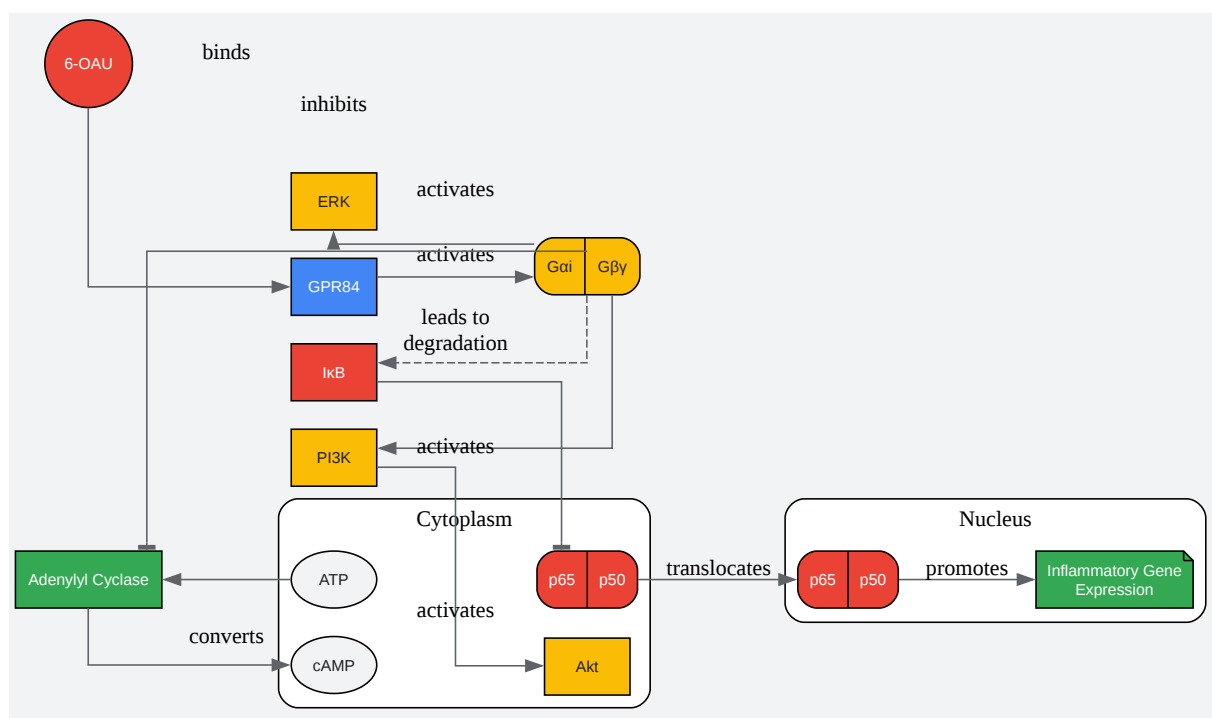 6-OAU
binds
inhibits
ERK
activates
activates
Gαi
Gβγ
GPR84
leads to
degradation
IκB
activates
PI3K
Cytoplasm
Nucleus
Adenylyl Cyclase
ATP
p65
p50
translocates
p65
p50
promotes
Inflammatory Gene
Expression
activates
converts
cAMP
Akt